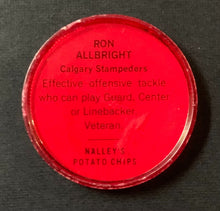 RON
ALLBRIGHT
Calgary Stampeders
Effective offensive tackle
who can play Guard, Center
or Linebacker.
Veteran.
NALLEY'S
POTATO CHIPS